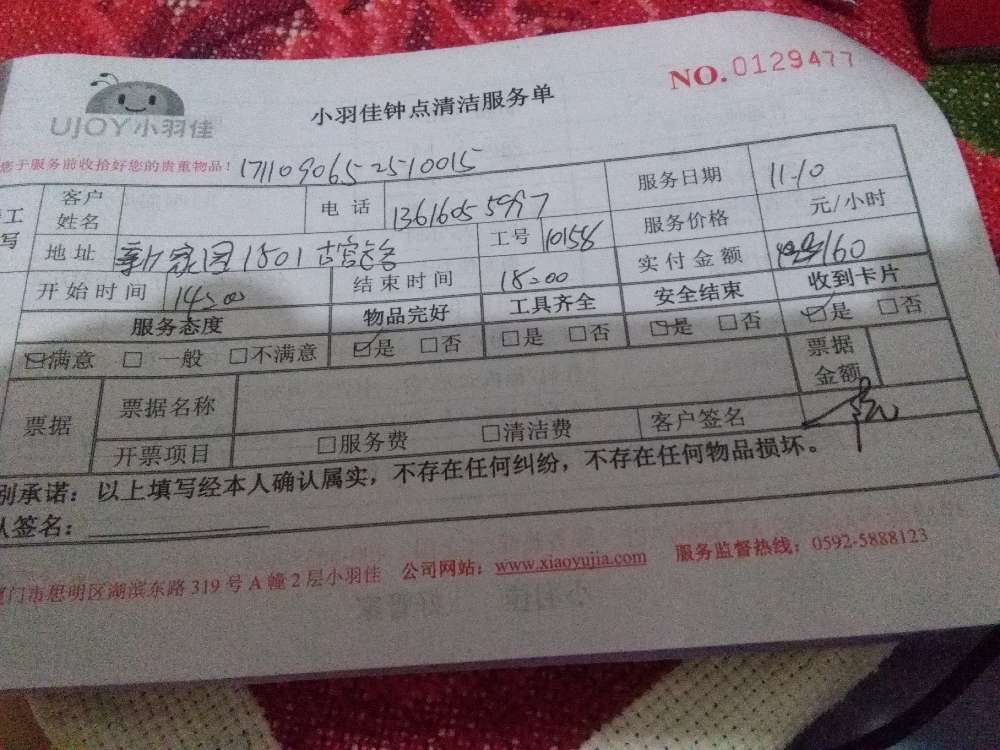 UJOY小羽佳
小羽佳钟点清洁服务单
NO.0129477
您于服务前收拾好您的贵重物品！ 17110906525 10015
工 客户姓名 电话 服务日期 11-10
写 地址 1501 工号 10158 服务价格 元/小时
开始时间 14:00 结束时间 18:00 实付金额 160
服务态度 物品完好 工具齐全 安全结束 收到卡片
☑满意 □一般 □不满意 ☑是 □否 □是 □否 ☑是 □否 ☑是 □否
票据 票据名称 票据金额
开票项目 □服务费 □清洁费 客户签名
别承诺：以上填写经本人确认属实，不存在任何纠纷，不存在任何物品损坏。
人签名：
门市思明区湖滨东路319号A幢2层小羽佳 公司网站：www.xiaoyujia.com 服务监督热线：0592-5888123